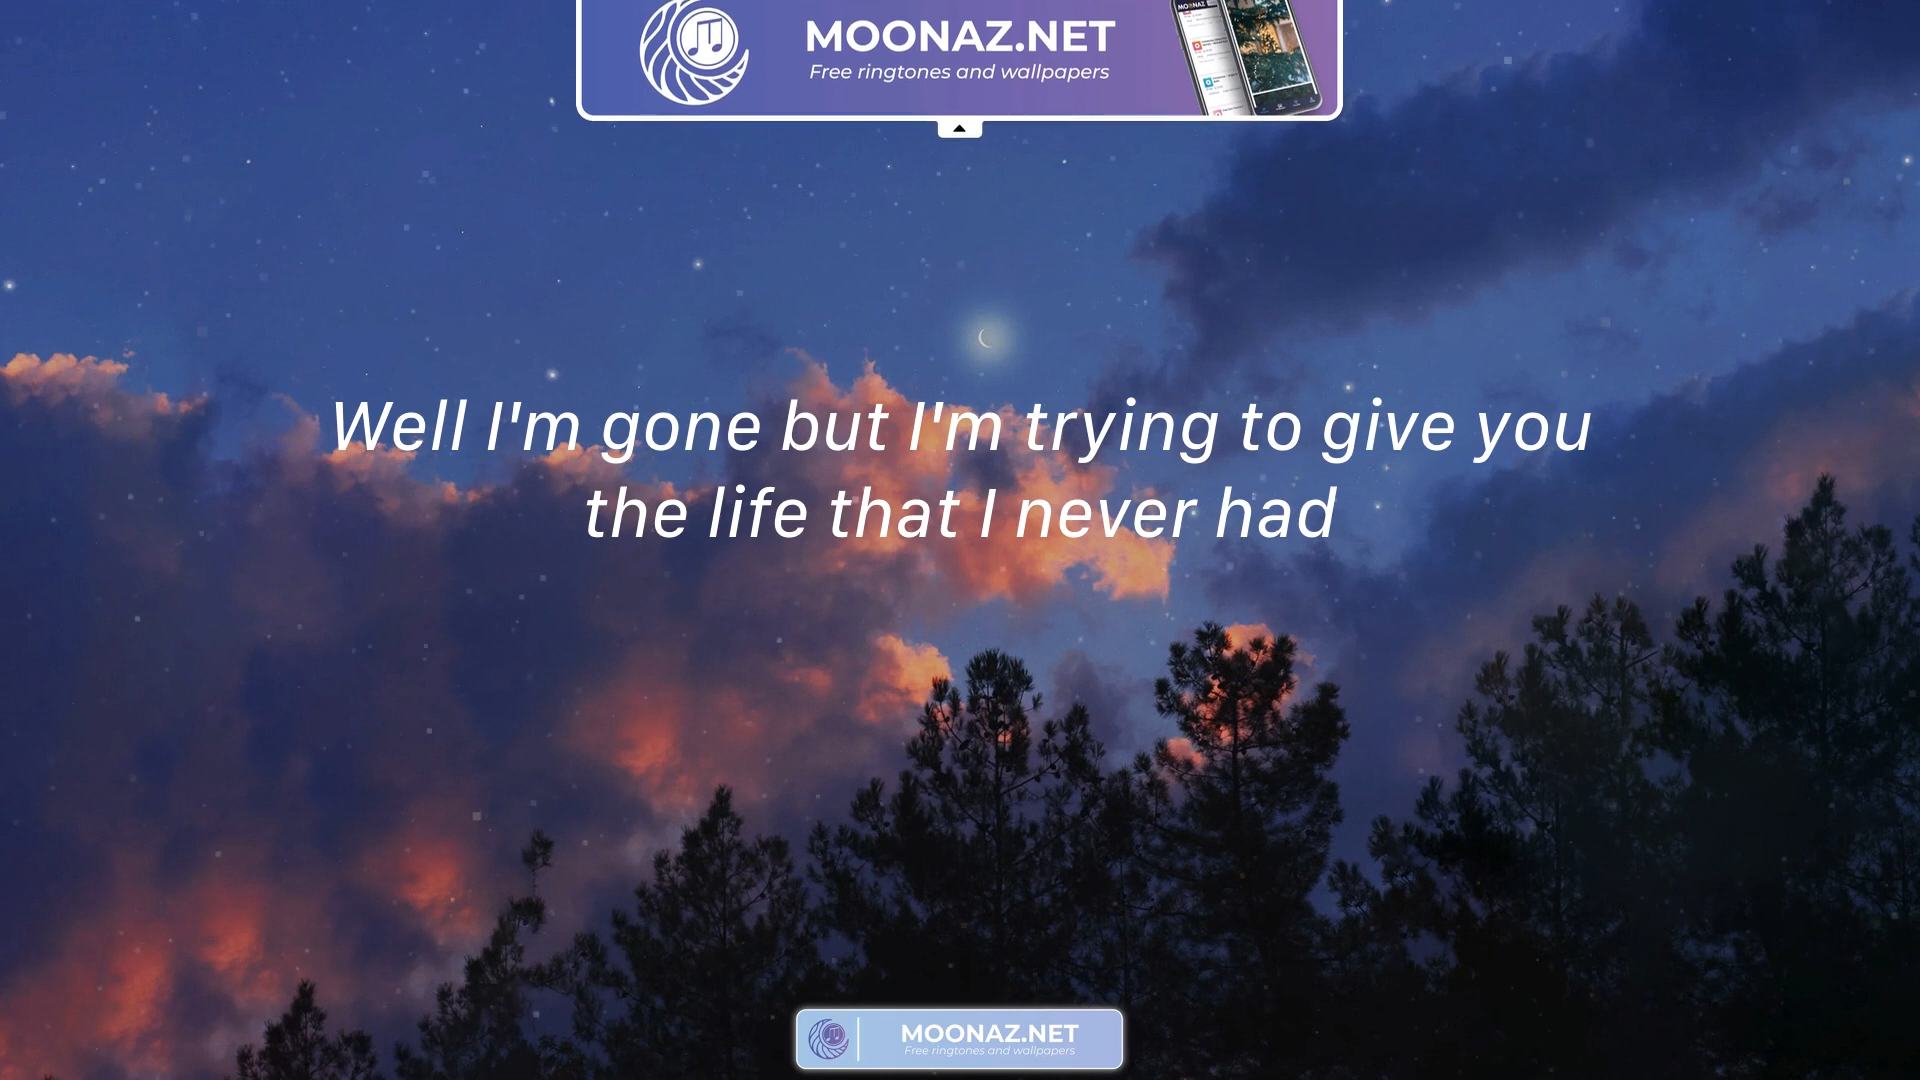 MOONAZ.NET
Free ringtones and wallpapers
Well I'm gone but I'm trying to give you
the life that I never had
MOONAZ.NET
Free ringtones and wallpapers